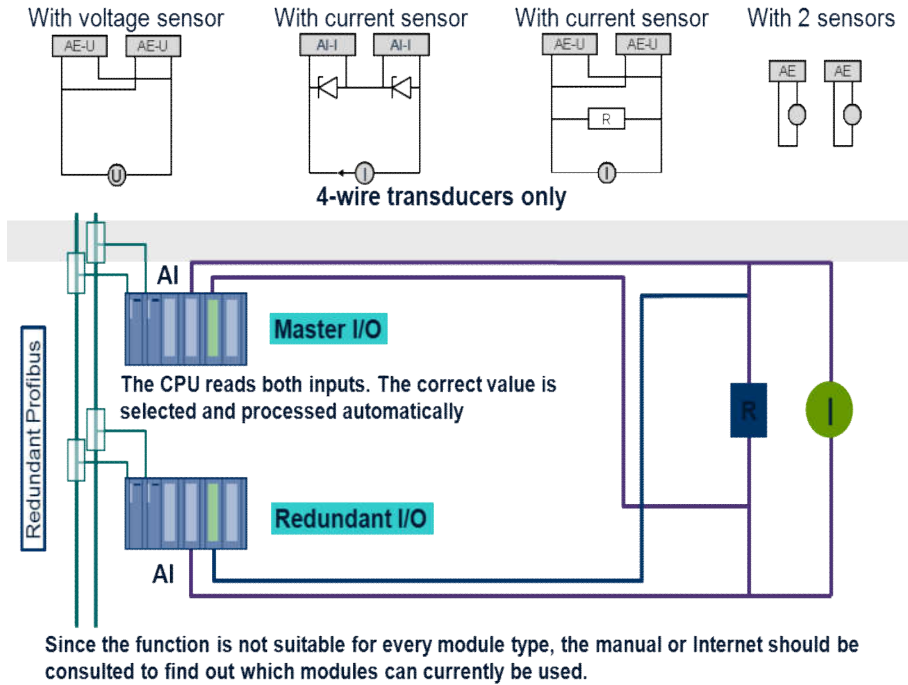 With voltage sensor
With current sensor
With current sensor
With 2 sensors
AE-U AE-U
AI-I AI-I
AE-U AE-U
AE AE
R
U
I
I
4-wire transducers only
AI
Master I/O
The CPU reads both inputs. The correct value is
selected and processed automatically
R
I
Redundant Profibus
Redundant I/O
AI
Since the function is not suitable for every module type, the manual or Internet should be
consulted to find out which modules can currently be used.